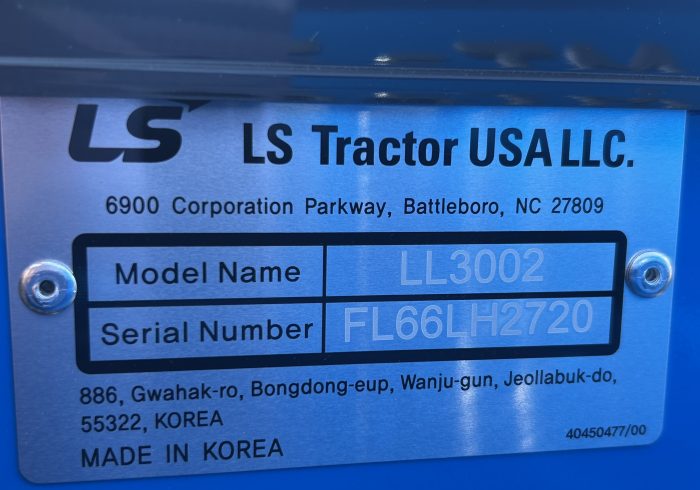 LS LS Tractor USA LLC.
6900 Corporation Parkway, Battleboro, NC 27809
Model Name LL3002
Serial Number FL66LH2720
886, Gwahak-ro, Bongdong-eup, Wanju-gun, Jeollabuk-do,
55322, KOREA
40450477/00
MADE IN KOREA